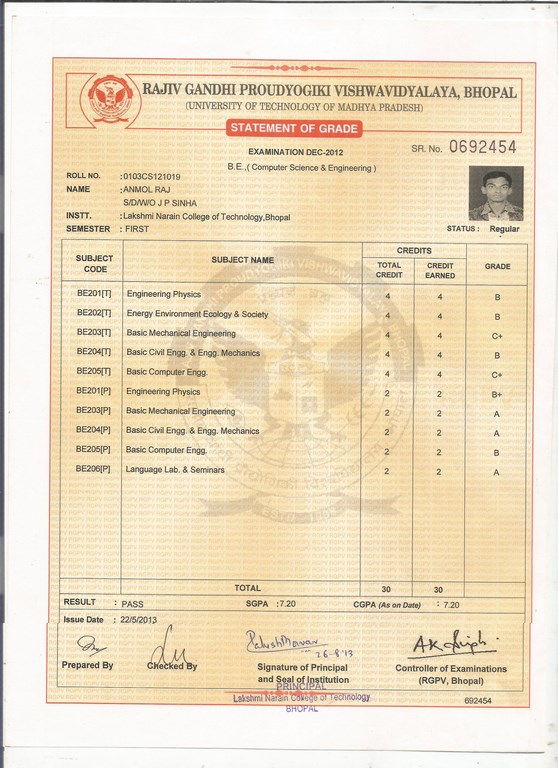 RAJIV GANDHI PROUDYOGIKI VISHWAVIDYALAYA, BHOPAL
(UNIVERSITY OF TECHNOLOGY OF MADHYA PRADESH)
STATEMENT OF GRADE
EXAMINATION DEC-2012 SR. No. 0692454
B.E.,( Computer Science & Engineering )
ROLL NO. :0103CS121019
NAME :ANMOL RAJ
S/D/W/O J P SINHA
INSTT. :Lakshmi Narain College of Technology,Bhopal
SEMESTER : FIRST STATUS : Regular
SUBJECT CODE SUBJECT NAME CREDITS GRADE
TOTAL CREDIT CREDIT EARNED
BE201[T] Engineering Physics 4 4 B
BE202[T] Energy Environment Ecology & Society 4 4 B
BE203[T] Basic Mechanical Engineering 4 4 C+
BE204[T] Basic Civil Engg. & Engg. Mechanics 4 4 B
BE205[T] Basic Computer Engg. 4 4 C+
BE201[P] Engineering Physics 2 2 B+
BE203[P] Basic Mechanical Engineering 2 2 A
BE204[P] Basic Civil Engg. & Engg. Mechanics 2 2 A
BE205[P] Basic Computer Engg. 2 2 B
BE206[P] Language Lab. & Seminars 2 2 A
TOTAL 30 30
RESULT : PASS SGPA :7.20 CGPA (As on Date) : 7.20
Issue Date : 22/5/2013
26-8-13
Prepared By Checked By Signature of Principal Controller of Examinations
and Seal of Institution (RGPV, Bhopal)
PRINCIPAL
Lakshmi Narain College of Technology 692454
BHOPAL